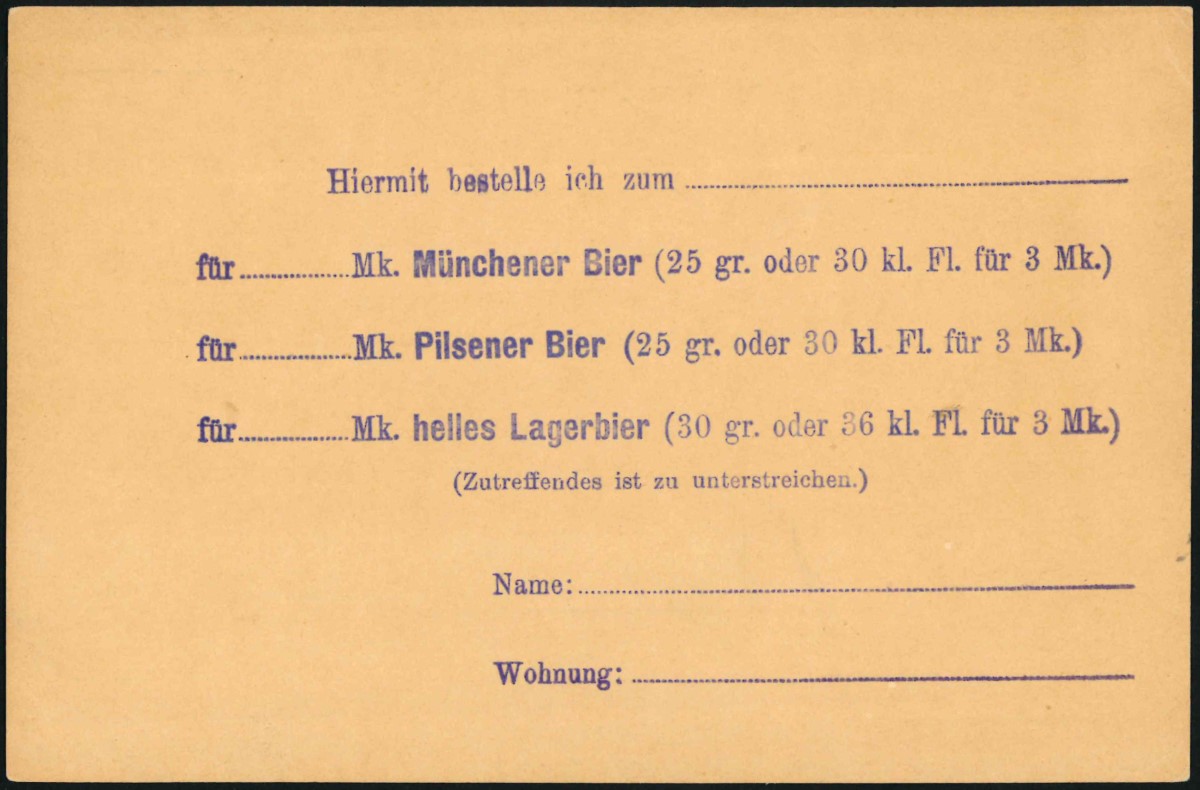 Hiermit bestelle ich zum ........................
für ............ Mk. Münchener Bier (25 gr. oder 30 kl. Fl. für 3 Mk.)
für ............ Mk. Pilsener Bier (25 gr. oder 30 kl. Fl. für 3 Mk.)
für ............ Mk. helles Lagerbier (30 gr. oder 36 kl. Fl. für 3 Mk.)
(Zutreffendes ist zu unterstreichen.)
Name: ........................
Wohnung: ........................